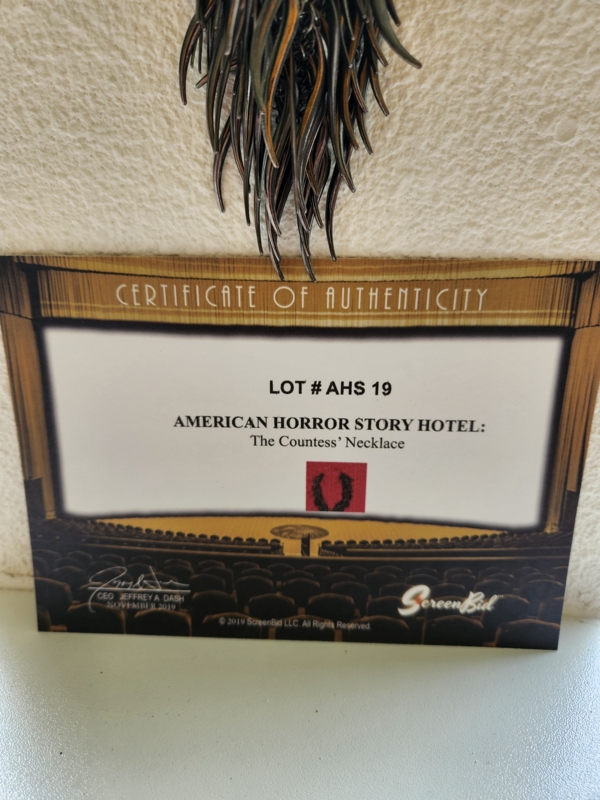 CERTIFICATE OF AUTHENTICITY
LOT # AHS 19
AMERICAN HORROR STORY HOTEL:
The Countess' Necklace
CEO JEFFREY A DASH
NOVEMBER 2019
ScreenBid
© 2019 ScreenBid LLC. All Rights Reserved.